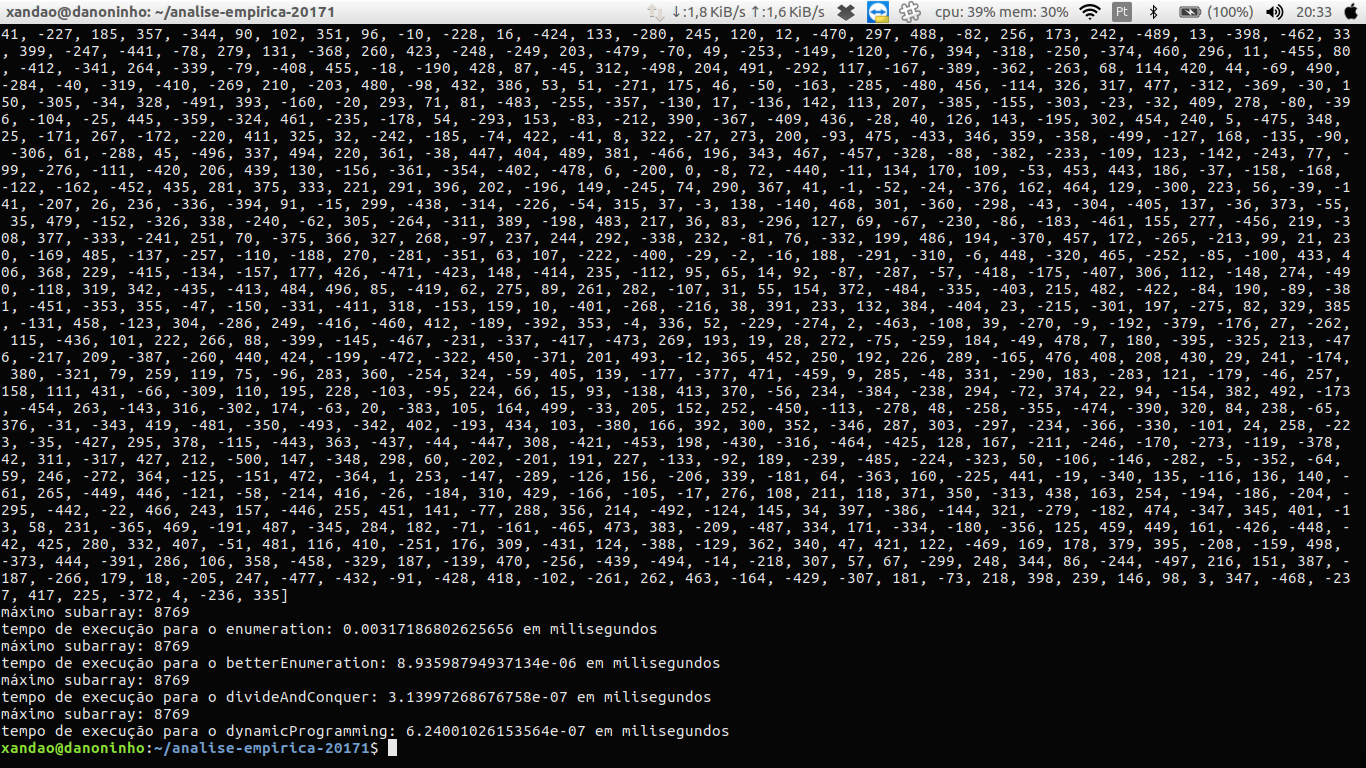 xandao@danoninho: ~/analise-empirica-20171 ↓:1,8 KiB/s ↑:1,6 KiB/s cpu: 39% mem: 30% Pt (100%) 20:33
41, -227, 185, 357, -344, 90, 102, 351, 96, -10, -228, 16, -424, 133, -280, 245, 120, 12, -470, 297, 488, -82, 256, 173, 242, -489, 13, -398, -462, 33
, 399, -247, -441, -78, 279, 131, -368, 260, 423, -248, -249, 203, -479, -70, 49, -253, -149, -120, -76, 394, -318, -250, -374, 460, 296, 11, -455, 80
, -412, -341, 264, -339, -79, -408, 455, -18, -190, 428, 87, -45, 312, -498, 204, 491, -292, 117, -167, -389, -362, -263, 68, 114, 420, 44, -69, 490,
-284, -40, -319, -410, -269, 210, -203, 480, -98, 432, 386, 53, 51, -271, 175, 46, -50, -163, -285, -480, 456, -114, 326, 317, 477, -312, -369, -30, 1
50, -305, -34, 328, -491, 393, -160, -20, 293, 71, 81, -483, -255, -357, -130, 17, -136, 142, 113, 207, -385, -155, -303, -23, -32, 409, 278, -80, -39
6, -104, -25, 445, -359, -324, 461, -235, -178, 54, -293, 153, -83, -212, 390, -367, -409, 436, -28, 40, 126, 143, -195, 302, 454, 240, 5, -475, 348,
25, -171, 267, -172, -220, 411, 325, 32, -242, -185, -74, 422, -41, 8, 322, -27, 273, 200, -93, 475, -433, 346, 359, -358, -499, -127, 168, -135, -90,
-306, 61, -288, 45, -496, 337, 494, 220, 361, -38, 447, 404, 489, 381, -466, 196, 343, 467, -457, -328, -88, -382, -233, -109, 123, -142, -243, 77, -
99, -276, -111, -420, 206, 439, 130, -156, -361, -354, -402, -478, 6, -200, 0, -8, 72, -440, -11, 134, 170, 109, -53, 453, 443, 186, -37, -158, -168,
-122, -162, -452, 435, 281, 375, 333, 221, 291, 396, 202, -196, 149, -245, 74, 290, 367, 41, -1, -52, -24, -376, 162, 464, 129, -300, 223, 56, -39, -1
41, -207, 26, 236, -336, -394, 91, -15, 299, -438, -314, -226, -54, 315, 37, -3, 138, -140, 468, 301, -360, -298, -43, -304, -405, 137, -36, 373, -55,
35, 479, -152, -326, 338, -240, -62, 305, -264, -311, 389, -198, 483, 217, 36, 83, -296, 127, 69, -67, -230, -86, -183, -461, 155, 277, -456, 219, -3
08, 377, -333, -241, 251, 70, -375, 366, 327, 268, -97, 237, 244, 292, -338, 232, -81, 76, -332, 199, 486, 194, -370, 457, 172, -265, -213, 99, 21, 23
0, -169, 485, -137, -257, -110, -188, 270, -281, -351, 63, 107, -222, -400, -29, -2, -16, 188, -291, -310, -6, 448, -320, 465, -252, -85, -100, 433, 4
06, 368, 229, -415, -134, -157, 177, 426, -471, -423, 148, -414, 235, -112, 95, 65, 14, 92, -87, -287, -57, -418, -175, -407, 306, 112, -148, 274, -49
0, -118, 319, 342, -435, -413, 484, 496, 85, -419, 62, 275, 89, 261, 282, -107, 31, 55, 154, 372, -484, -335, -403, 215, 482, -422, -84, 190, -89, -38
1, -451, -353, 355, -47, -150, -331, -411, 318, -153, 159, 10, -401, -268, -216, 38, 391, 233, 132, 384, -404, 23, -215, -301, 197, -275, 82, 329, 385
, -131, 458, -123, 304, -286, 249, -416, -460, 412, -189, -392, 353, -4, 336, 52, -229, -274, 2, -463, -108, 39, -270, -9, -192, -379, -176, 27, -262,
115, -436, 101, 222, 266, 88, -399, -145, -467, -231, -337, -417, -473, 269, 193, 19, 28, 272, -75, -259, 184, -49, 478, 7, 180, -395, -325, 213, -47
6, -217, 209, -387, -260, 440, 424, -199, -472, -322, 450, -371, 201, 493, -12, 365, 452, 250, 192, 226, 289, -165, 476, 408, 208, 430, 29, 241, -174,
380, -321, 79, 259, 119, 75, -96, 283, 360, -254, 324, -59, 405, 139, -177, -377, 471, -459, 9, 285, -48, 331, -290, 183, -283, 121, -179, -46, 257,
158, 111, 431, -66, -309, 110, 195, 228, -103, -95, 224, 66, 15, 93, -138, 413, 370, -56, 234, -384, -238, 294, -72, 374, 22, 94, -154, 382, 492, -173
, -454, 263, -143, 316, -302, 174, -63, 20, -383, 105, 164, 499, -33, 205, 152, 252, -450, -113, -278, 48, -258, -355, -474, -390, 320, 84, 238, -65,
376, -31, -343, 419, -481, -350, -493, -342, 402, -193, 434, 103, -380, 166, 392, 300, 352, -346, 287, 303, -297, -234, -366, -330, -101, 24, 258, -22
3, -35, -427, 295, 378, -115, -443, 363, -437, -44, -447, 308, -421, -453, 198, -430, -316, -464, -425, 128, 167, -211, -246, -170, -273, -119, -378,
42, 311, -317, 427, 212, -500, 147, -348, 298, 60, -202, -201, 191, 227, -133, -92, 189, -239, -485, -224, -323, 50, -106, -146, -282, -5, -352, -64,
59, 246, -272, 364, -125, -151, 472, -364, 1, 253, -147, -289, -126, 156, -206, 339, -181, 64, -363, 160, -225, 441, -19, -340, 135, -116, 136, 140, -
61, 265, -449, 446, -121, -58, -214, 416, -26, -184, 310, 429, -166, -105, -17, 276, 108, 211, 118, 371, 350, -313, 438, 163, 254, -194, -186, -204, -
295, -442, -22, 466, 243, 157, -446, 255, 451, 141, -77, 288, 356, 214, -492, -124, 145, 34, 397, -386, -144, 321, -279, -182, 474, -347, 345, 401, -1
3, 58, 231, -365, 469, -191, 487, -345, 284, 182, -71, -161, -465, 473, 383, -209, -487, 334, 171, -334, -180, -356, 125, 459, 449, 161, -426, -448, -
42, 425, 280, 332, 407, -51, 481, 116, 410, -251, 176, 309, -431, 124, -388, -129, 362, 340, 47, 421, 122, -469, 169, 178, 379, 395, -208, -159, 498,
-373, 444, -391, 286, 106, 358, -458, -329, 187, -139, 470, -256, -439, -494, -14, -218, 307, 57, 67, -299, 248, 344, 86, -244, -497, 216, 151, 387, -
187, -266, 179, 18, -205, 247, -477, -432, -91, -428, 418, -102, -261, 262, 463, -164, -429, -307, 181, -73, 218, 398, 239, 146, 98, 3, 347, -468, -23
7, 417, 225, -372, 4, -236, 335]
máximo subarray: 8769
tempo de execução para o enumeration: 0.00317186802625656 em milisegundos
máximo subarray: 8769
tempo de execução para o betterEnumeration: 8.93598794937134e-06 em milisegundos
máximo subarray: 8769
tempo de execução para o divideAndConquer: 3.13997268676758e-07 em milisegundos
máximo subarray: 8769
tempo de execução para o dynamicProgramming: 6.24001026153564e-07 em milisegundos
xandao@danoninho:~/analise-empirica-20171$